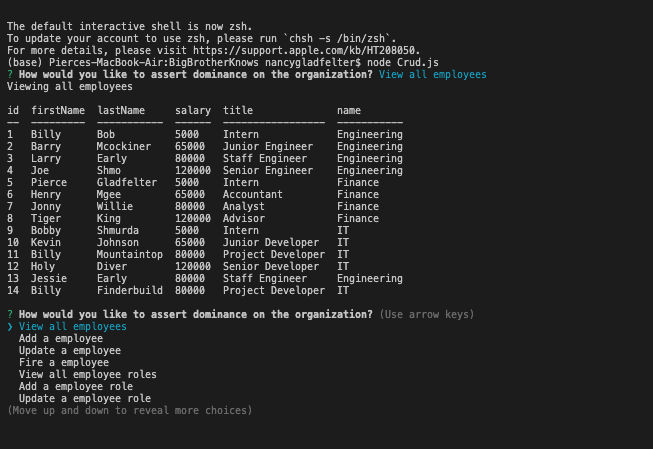 The default interactive shell is now zsh.
To update your account to use zsh, please run `chsh -s /bin/zsh`.
For more details, please visit https://support.apple.com/kb/HT208050.
(base) Pierces-MacBook-Air:BigBrotherKnows nancygladfelter$ node Crud.js
? How would you like to assert dominance on the organization? View all employees
Viewing all employees
id  firstName  lastName     salary  title              name
--  ---------  -----------  ------  -----------------  -----------
1   Billy      Bob          5000    Intern             Engineering
2   Barry      Mcockiner    65000   Junior Engineer    Engineering
3   Larry      Early        80000   Staff Engineer     Engineering
4   Joe        Shmo         120000  Senior Engineer    Engineering
5   Pierce     Gladfelter   5000    Intern             Finance
6   Henry      Mgee         65000   Accountant         Finance
7   Jonny      Willie       80000   Analyst            Finance
8   Tiger      King         120000  Advisor            Finance
9   Bobby      Shmurda      5000    Intern             IT
10  Kevin      Johnson      65000   Junior Developer   IT
11  Billy      Mountaintop  80000   Project Developer  IT
12  Holy       Diver        120000  Senior Developer   IT
13  Jessie     Early        80000   Staff Engineer     Engineering
14  Billy      Finderbuild  80000   Project Developer  IT
? How would you like to assert dominance on the organization? (Use arrow keys)
❯ View all employees
  Add a employee
  Update a employee
  Fire a employee
  View all employee roles
  Add a employee role
  Update a employee role
(Move up and down to reveal more choices)